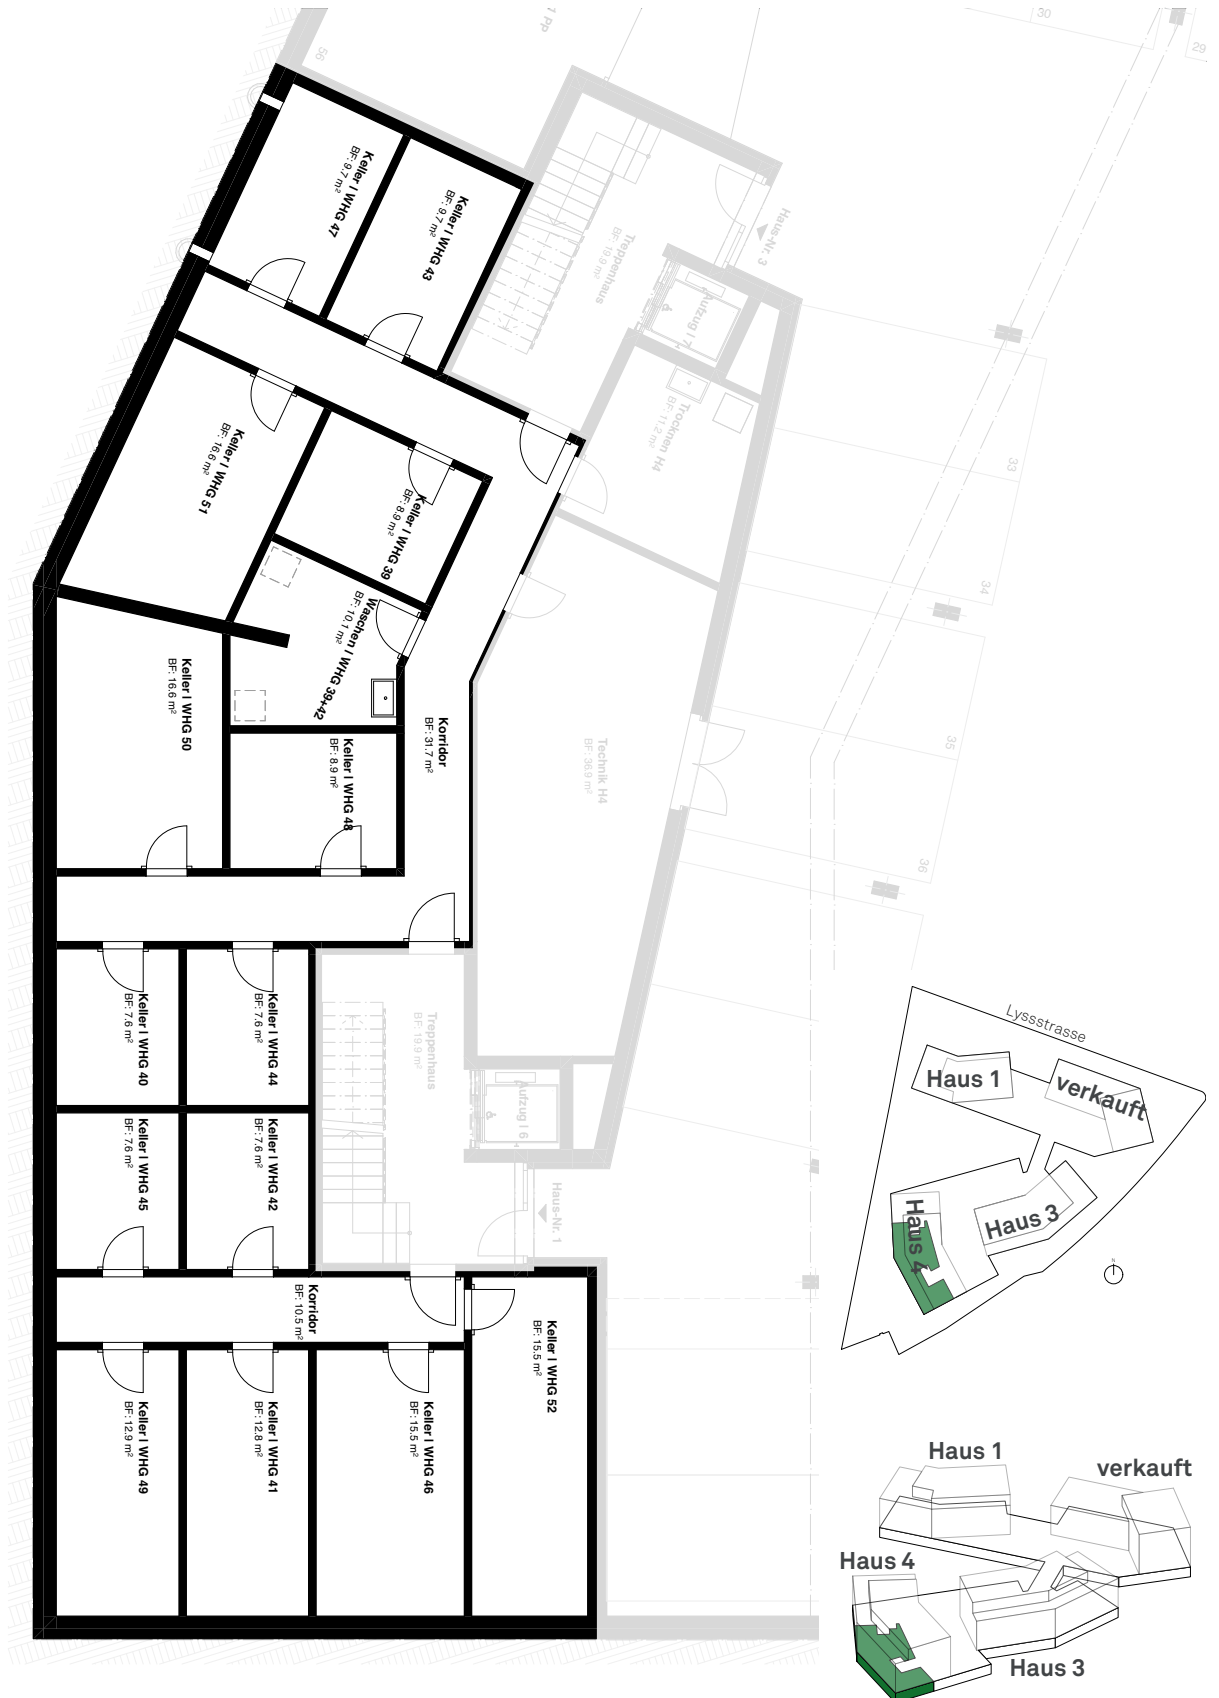 1 PP
56
30
29
Keller I WHG 47
BF: 9.7 m²
Keller I WHG 43
BF: 9.7 m²
Treppenhaus
BF: 19.9 m²
Haus-Nr. 3
Aufzug I 7
Trocknen H4
BF: 11.2 m²
Keller I WHG 51
BF: 16.6 m²
Keller I WHG 39
BF: 8.9 m²
33
34
Waschen I WHG 39+42
BF: 10.1 m²
Keller I WHG 50
BF: 16.6 m²
Keller I WHG 48
BF: 8.9 m²
Korridor
BF: 31.7 m²
Technik H4
BF: 36.9 m²
35
36
Keller I WHG 40
BF: 7.6 m²
Keller I WHG 44
BF: 7.6 m²
Treppenhaus
BF: 19.9 m²
Aufzug I 6
Keller I WHG 45
BF: 7.6 m²
Keller I WHG 42
BF: 7.6 m²
Haus-Nr. 1
Korridor
BF: 10.5 m²
Keller I WHG 52
BF: 15.5 m²
Keller I WHG 49
BF: 12.9 m²
Keller I WHG 41
BF: 12.8 m²
Keller I WHG 46
BF: 15.5 m²
Lyssstrasse
Haus 1
verkauft
Haus 4
Haus 3
N
Haus 1
verkauft
Haus 4
Haus 3